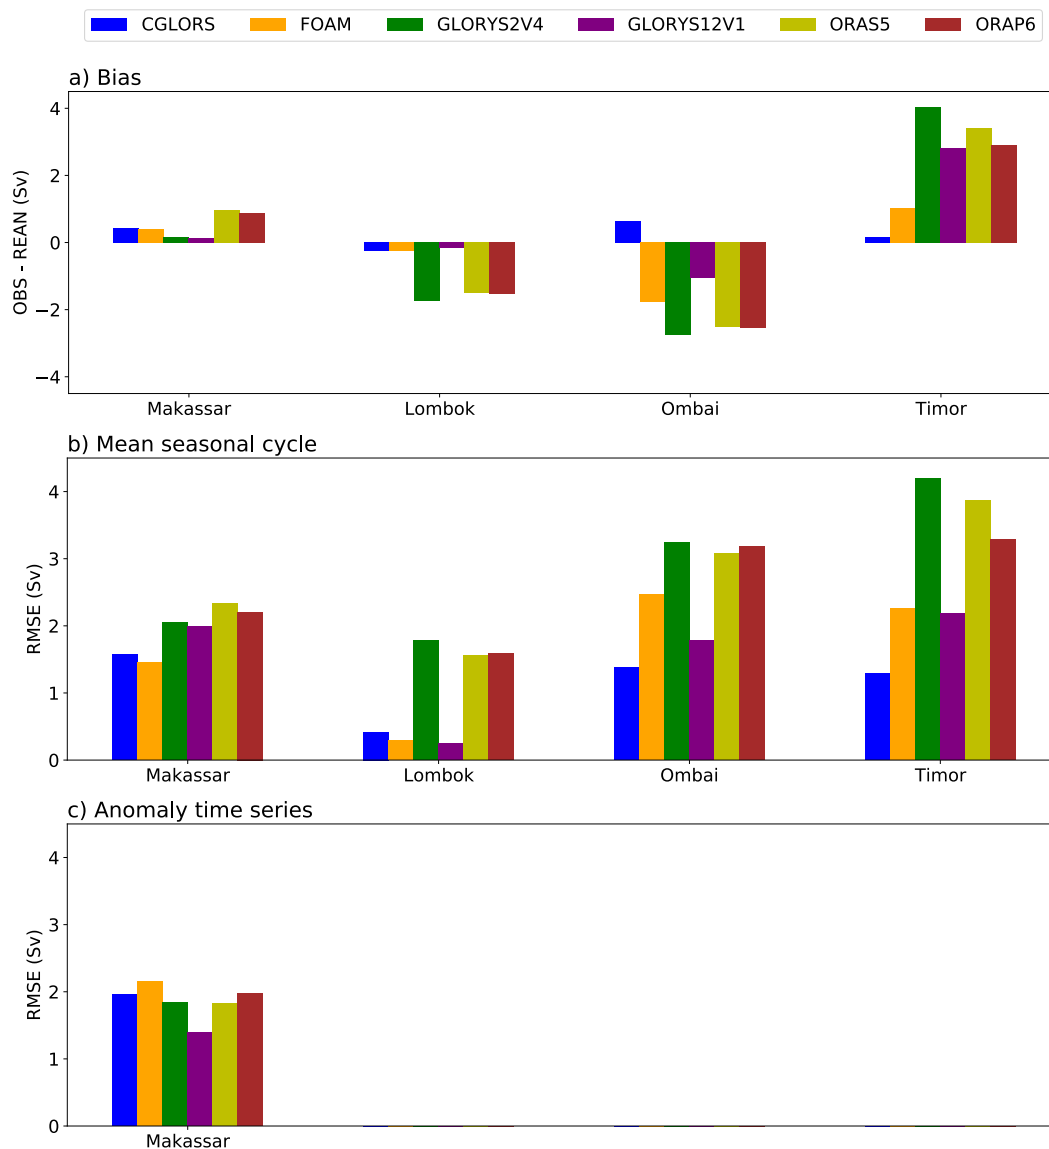 CGLORS FOAM GLORYS2V4 GLORYS12V1 ORAS5 ORAP6
a) Bias
OBS - REAN (Sv)
4
2
0
−2
−4
Makassar Lombok Ombai Timor
b) Mean seasonal cycle
RMSE (Sv)
4
3
2
1
0
Makassar Lombok Ombai Timor
c) Anomaly time series
RMSE (Sv)
4
3
2
1
0
Makassar